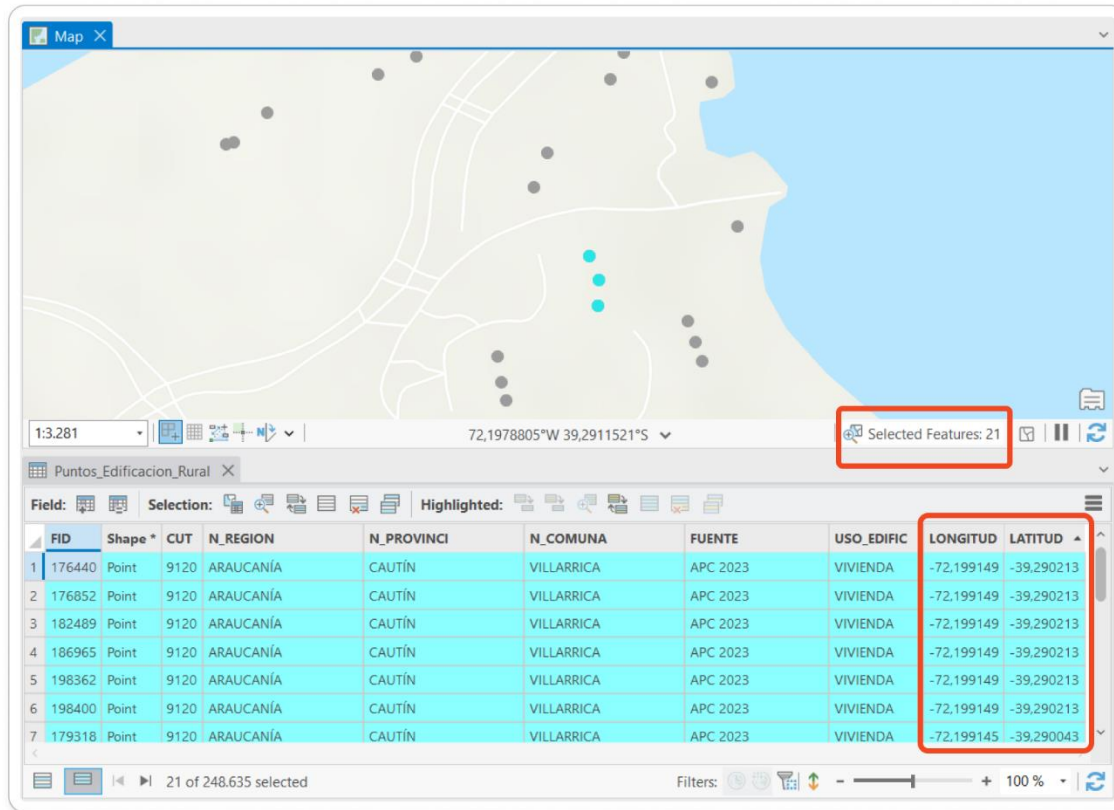 Map
1:3.281
72,1978805°W 39,2911521°S
Selected Features: 21
Puntos_Edificacion_Rural
Field: Selection: Highlighted:
FID Shape * CUT N_REGION N_PROVINCI N_COMUNA FUENTE USO_EDIFIC LONGITUD LATITUD
1 176440 Point 9120 ARAUCANÍA CAUTÍN VILLARRICA APC 2023 VIVIENDA -72,199149 -39,290213
2 176852 Point 9120 ARAUCANÍA CAUTÍN VILLARRICA APC 2023 VIVIENDA -72,199149 -39,290213
3 182489 Point 9120 ARAUCANÍA CAUTÍN VILLARRICA APC 2023 VIVIENDA -72,199149 -39,290213
4 186965 Point 9120 ARAUCANÍA CAUTÍN VILLARRICA APC 2023 VIVIENDA -72,199149 -39,290213
5 198362 Point 9120 ARAUCANÍA CAUTÍN VILLARRICA APC 2023 VIVIENDA -72,199149 -39,290213
6 198400 Point 9120 ARAUCANÍA CAUTÍN VILLARRICA APC 2023 VIVIENDA -72,199149 -39,290213
7 179318 Point 9120 ARAUCANÍA CAUTÍN VILLARRICA APC 2023 VIVIENDA -72,199145 -39,290043
21 of 248.635 selected
Filters: - + 100 %